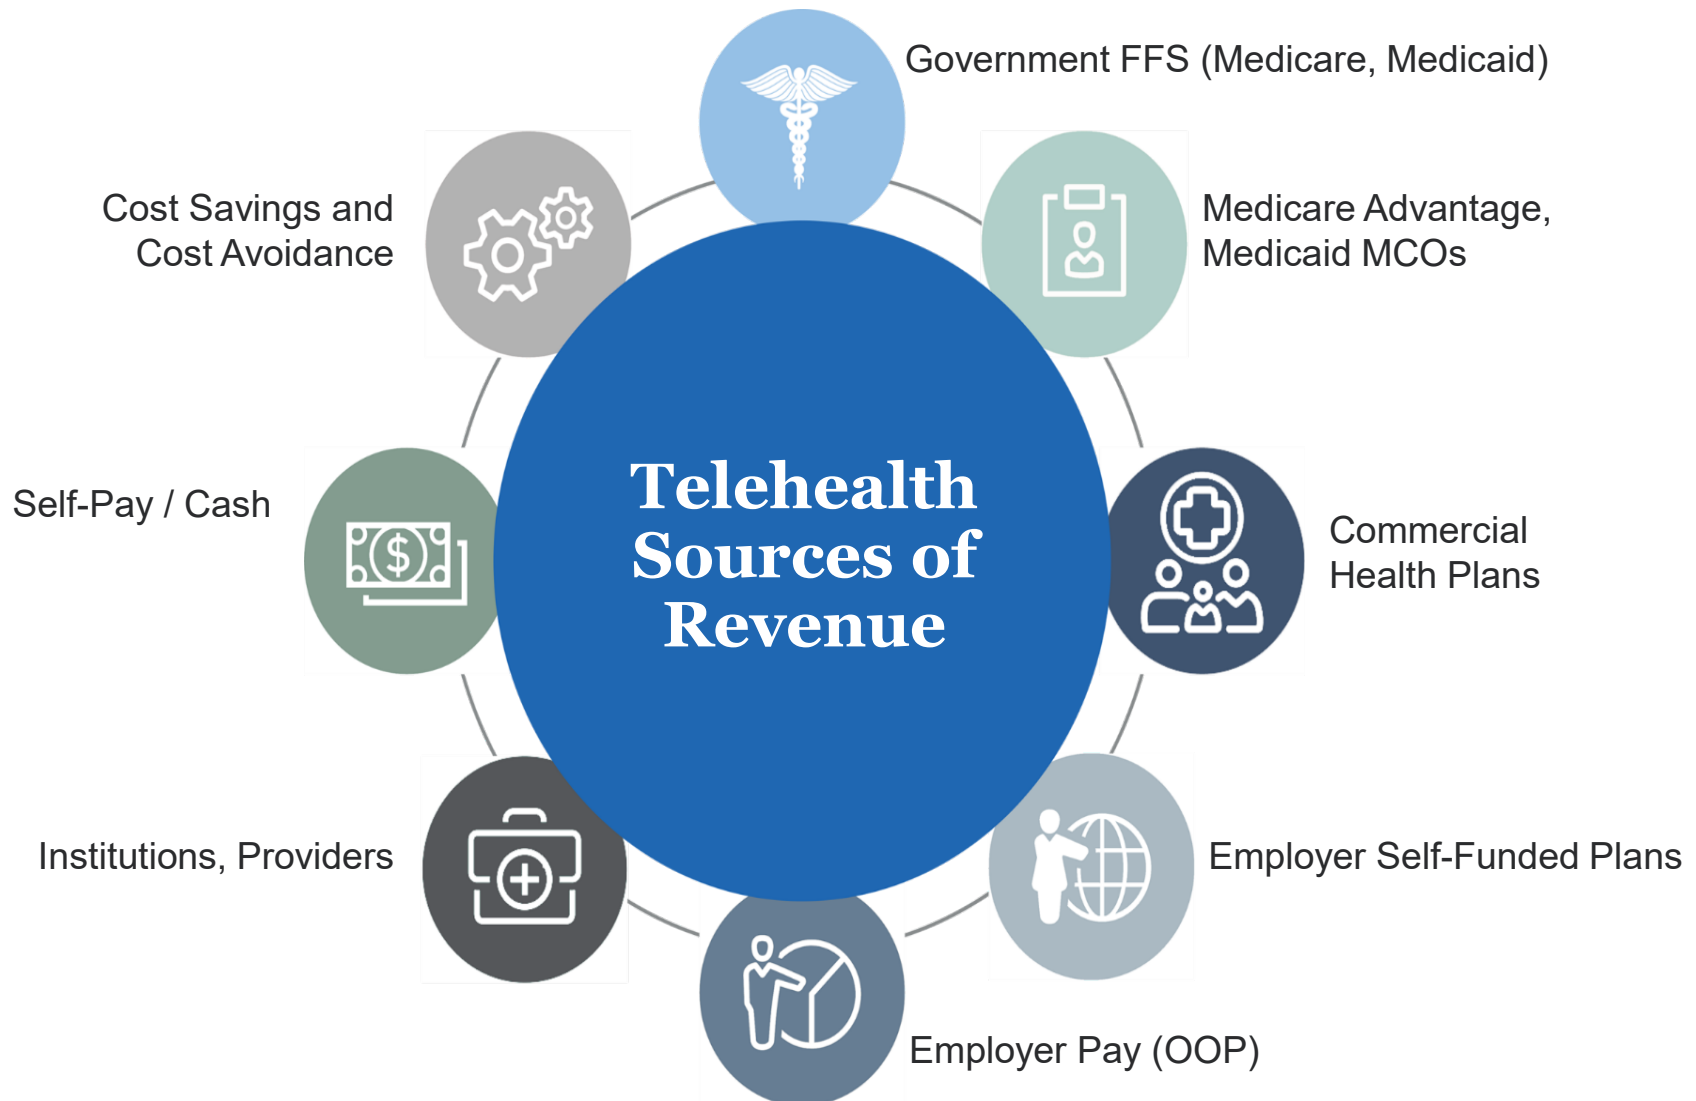 Government FFS (Medicare, Medicaid)
Medicare Advantage,
Medicaid MCOs
Commercial
Health Plans
Employer Self-Funded Plans
Employer Pay (OOP)
Institutions, Providers
Self-Pay / Cash
Cost Savings and
Cost Avoidance
Telehealth
Sources of
Revenue
$